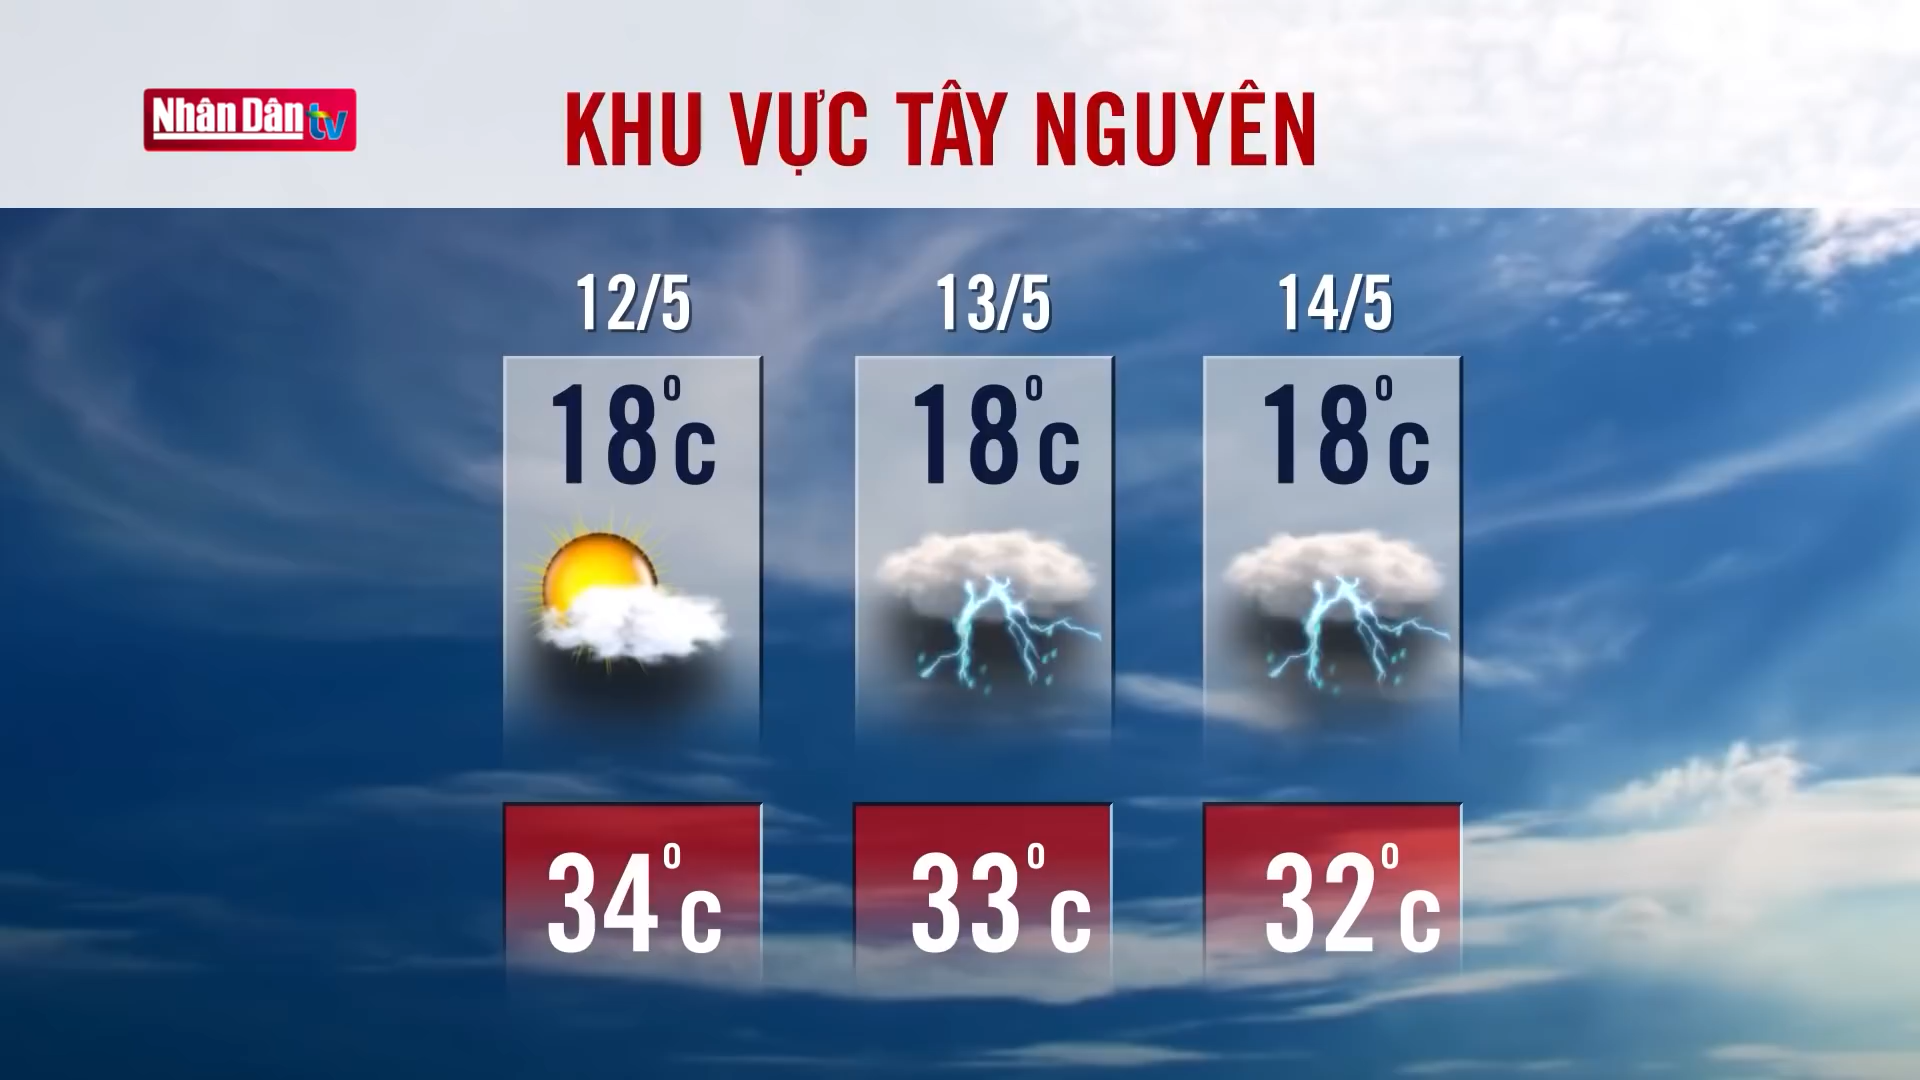 Nhân Dân tv
KHU VỰC TÂY NGUYÊN
12/5 13/5 14/5
18°C 18°C 18°C
34°C 33°C 32°C